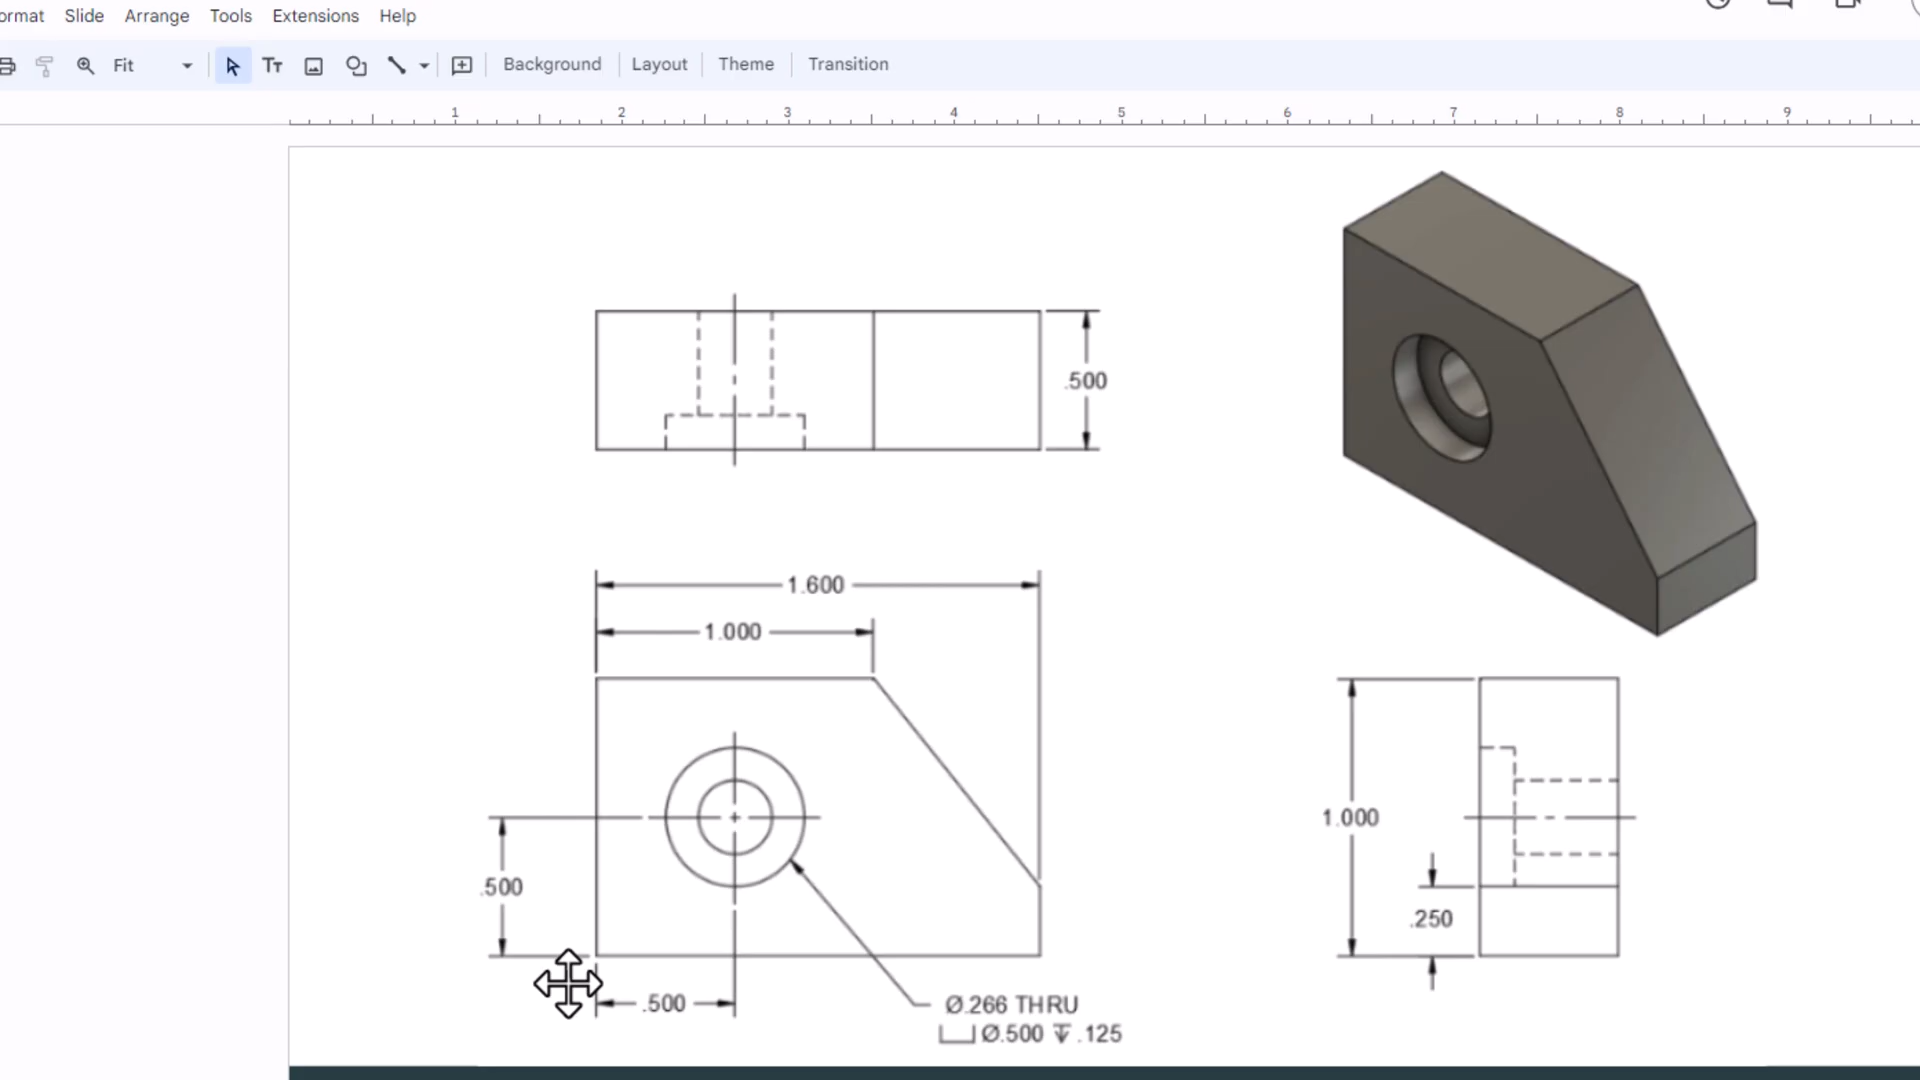 ormat Slide Arrange Tools Extensions Help
Fit Tт Background Layout Theme Transition
1 2 3 4 5 6 7 8 9
.500
1.600
1.000
1.000
.500
.250
.500
Ø.266 THRU
⌴ Ø.500 ↧ .125